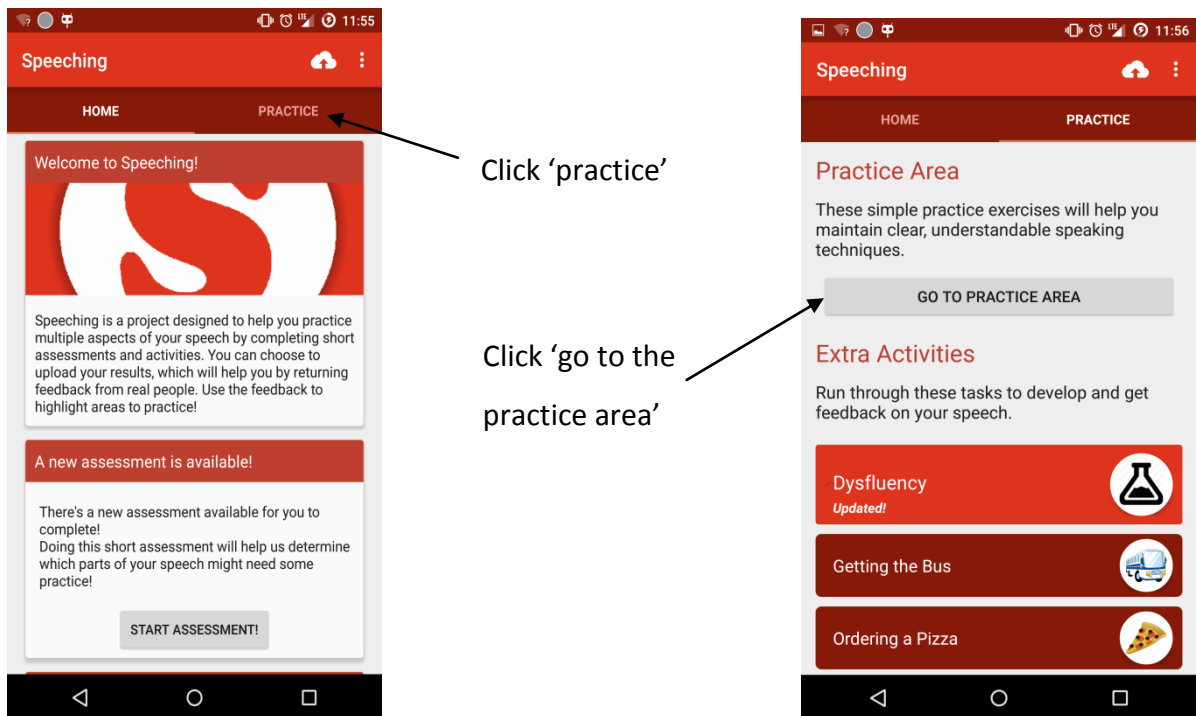 11:55
Speeching
HOME PRACTICE
Welcome to Speeching!
Speeching is a project designed to help you practice
multiple aspects of your speech by completing short
assessments and activities. You can choose to
upload your results, which will help you by returning
feedback from real people. Use the feedback to
highlight areas to practice!
A new assessment is available!
There's a new assessment available for you to
complete!
Doing this short assessment will help us determine
which parts of your speech might need some
practice!
START ASSESSMENT!
Click ‘practice’
Click ‘go to the
practice area’
11:56
Speeching
HOME PRACTICE
Practice Area
These simple practice exercises will help you
maintain clear, understandable speaking
techniques.
GO TO PRACTICE AREA
Extra Activities
Run through these tasks to develop and get
feedback on your speech.
Dysfluency
Updated!
Getting the Bus
Ordering a Pizza